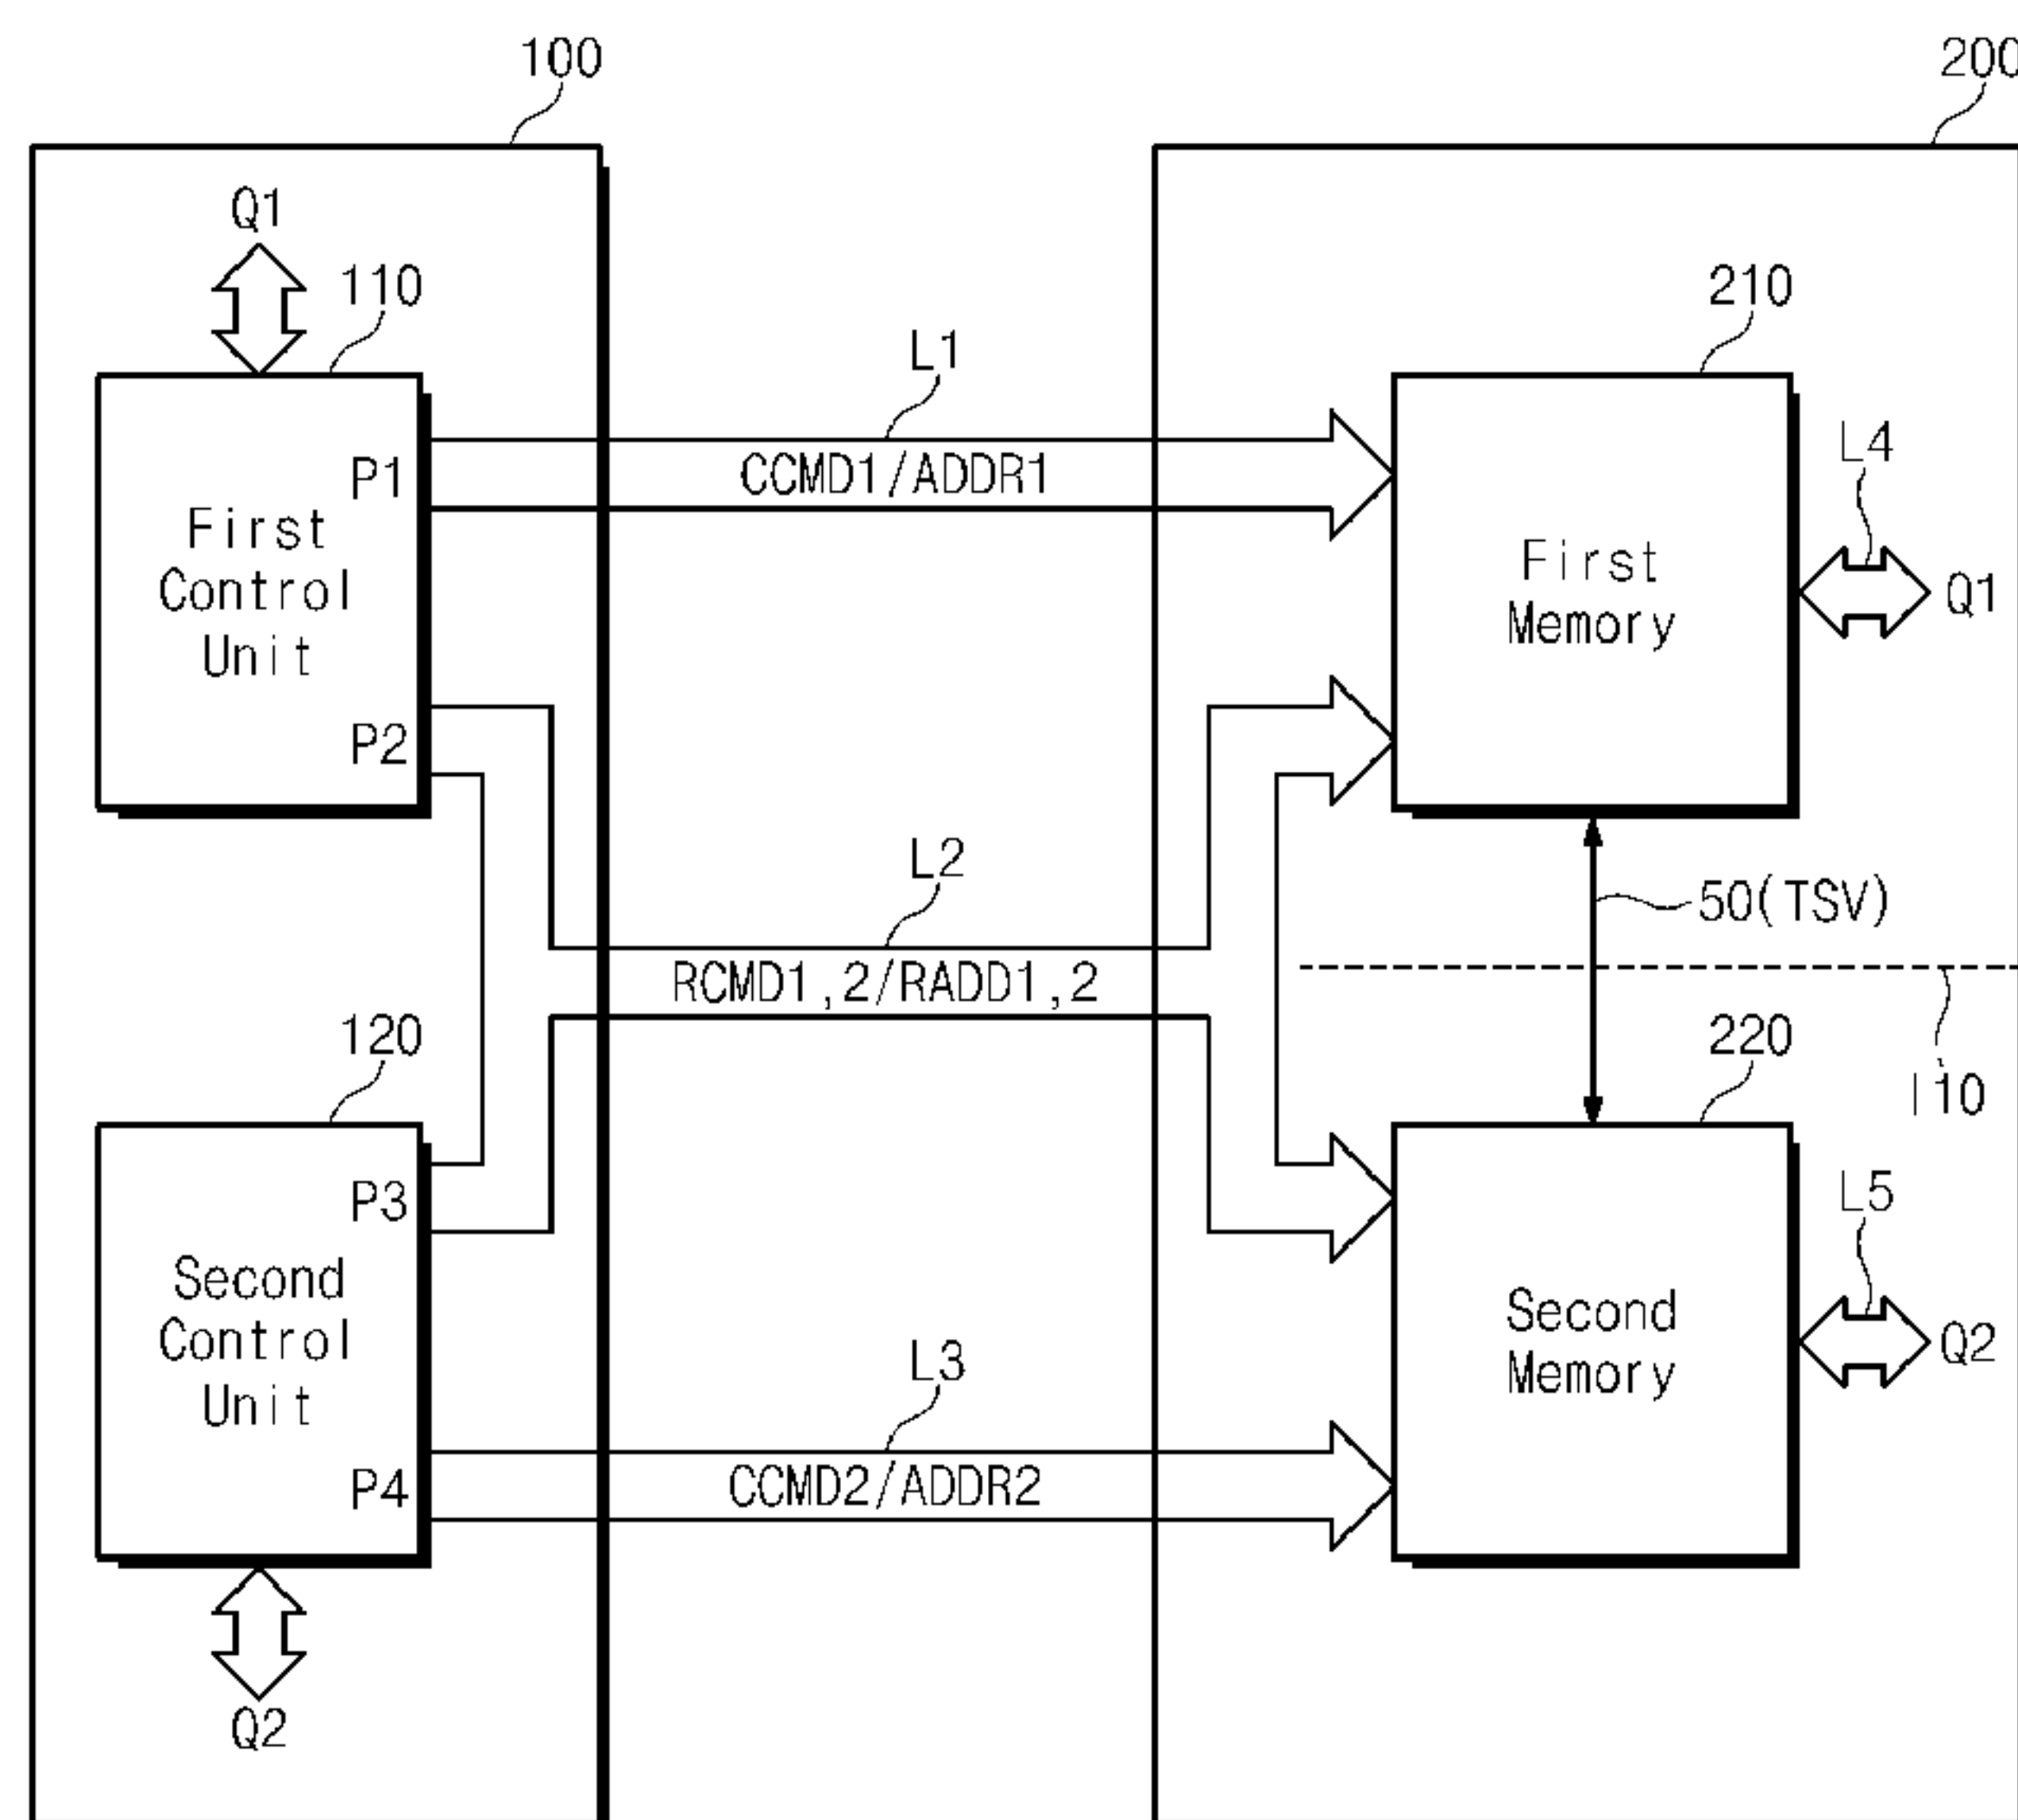 100
200
Q1
110
210
L1
L4
P1
CCMD1/ADDR1
First
Control
Unit
First
Memory
Q1
P2
L2
50(TSV)
RCMD1,2/RADD1,2
120
220
l10
P3
L5
Second
Control
Unit
Second
Memory
Q2
L3
P4
CCMD2/ADDR2
Q2